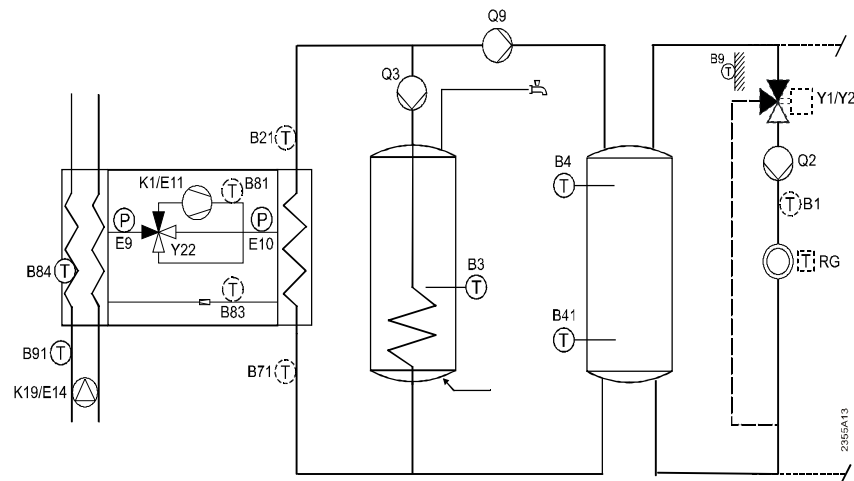 Q9
Q3
B9
T
Y1/Y2
B21 T
K1/E11
T B81
B4
T
Q2
P
P
E9
Y22
E10
T B1
B84 T
T
B83
B3
T
T RG
B41
T
B91 T
B71 T
K19/E14
2355A13